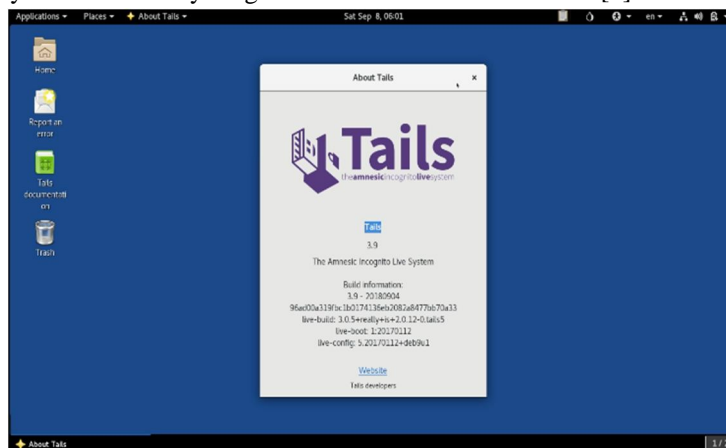 Applications Places About Tails Sat Sep 8, 06:01 en
Home
Report an
error
Tails
documentati
on
Trash
About Tails
Tails
theamnesicincognitolivesystem
Tails
3.9
The Amnesic Incognito Live System
Build information:
3.9 - 20180904
live-build: 3.0.5+really+is+2.0.12-0.tails5
live-boot: 1:20170112
live-config: 5.20170112+deb9u1
Website
Tails developers
About Tails